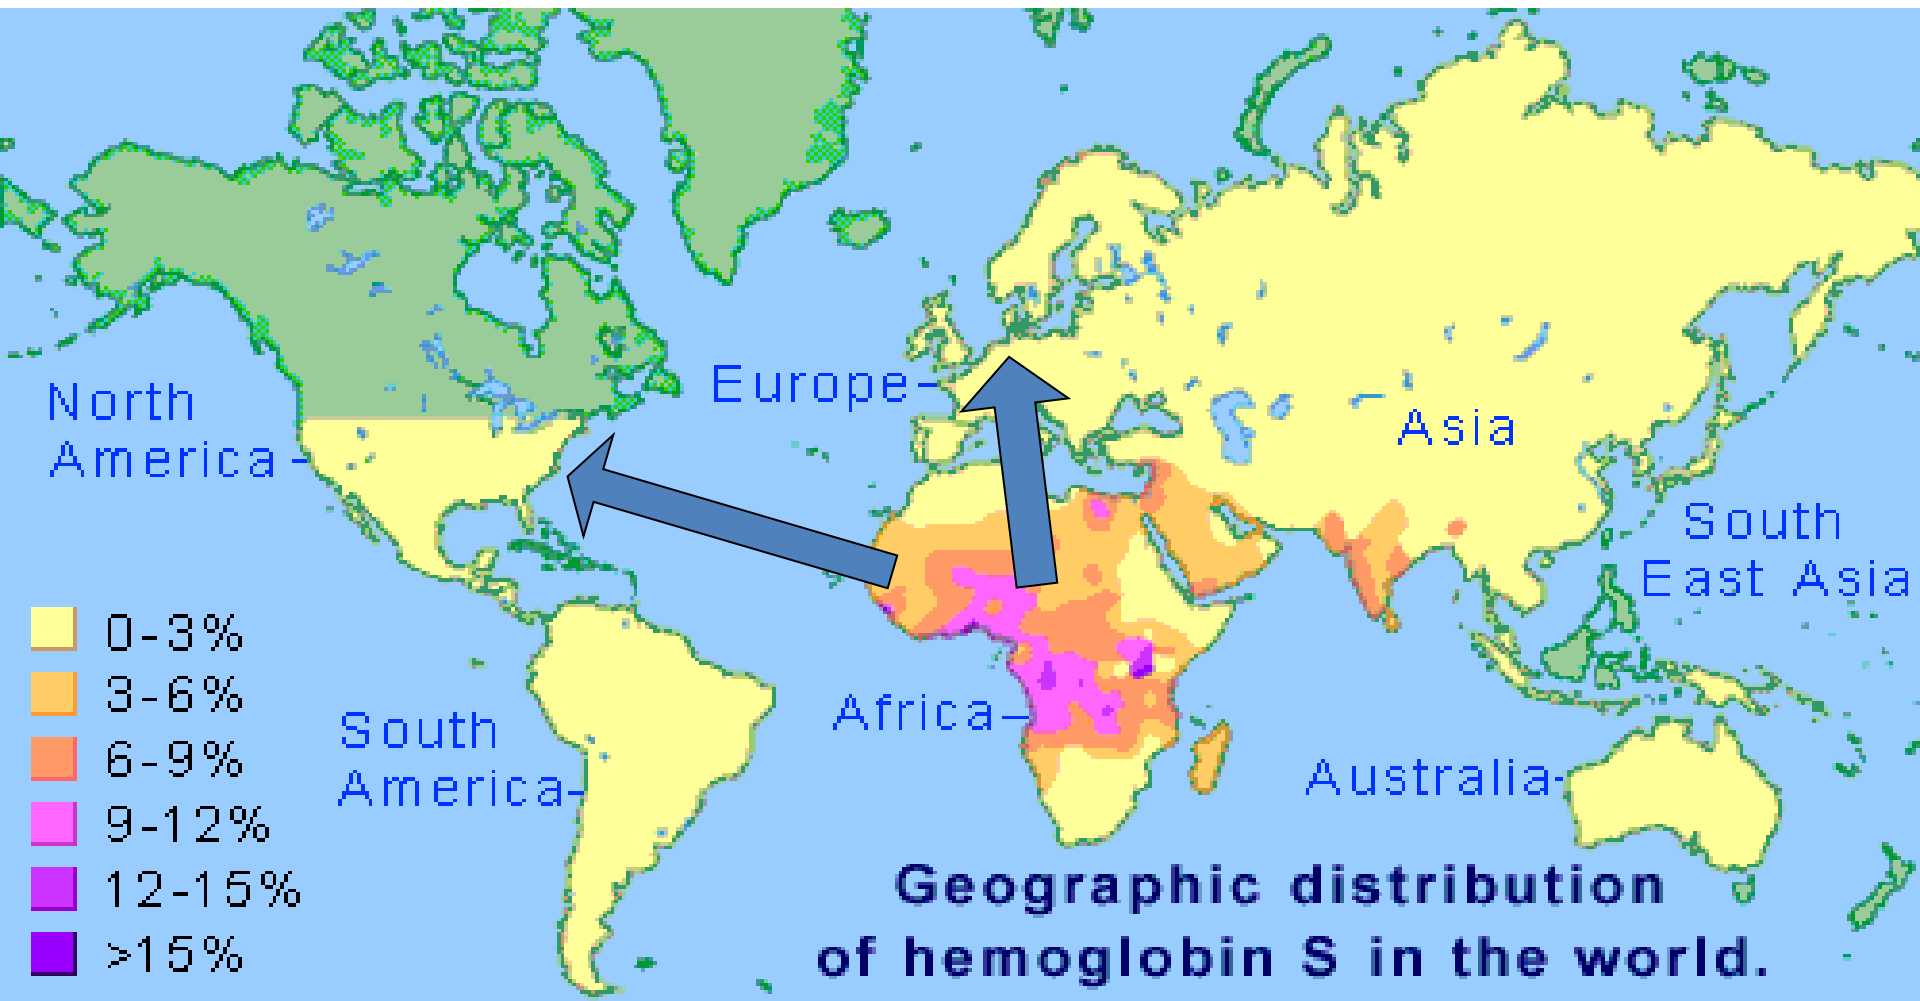 North
America
Europe
Asia
South
East Asia
0-3%
3-6%
6-9%
9-12%
12-15%
>15%
South
America
Africa
Australia
Geographic distribution
of hemoglobin S in the world.